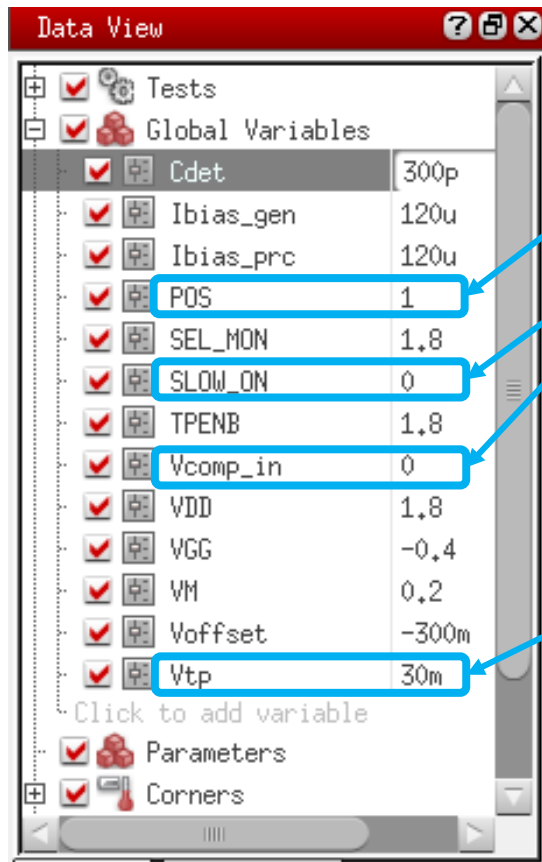 Data View
Tests
Global Variables
Cdet 300p
Ibias_gen 120u
Ibias_prc 120u
POS 1
SEL_MON 1.8
SLOW_ON 0
TPENB 1.8
Vcomp_in 0
VDD 1.8
VGG -0.4
VM 0.2
Voffset -300m
Vtp 30m
Click to add variable
Parameters
Corners